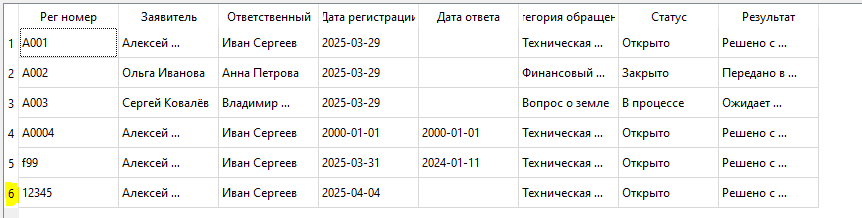 Рег номер Заявитель Ответственный Дата регистрации Дата ответа тегория обращен Статус Результат
1 A001 Алексей ... Иван Сергеев 2025-03-29 Техническая ... Открыто Решено с ...
2 A002 Ольга Иванова Анна Петрова 2025-03-29 Финансовый ... Закрыто Передано в ...
3 A003 Сергей Ковалёв Владимир ... 2025-03-29 Вопрос о земле В процессе Ожидает ...
4 A0004 Алексей ... Иван Сергеев 2000-01-01 2000-01-01 Техническая ... Открыто Решено с ...
5 f99 Алексей ... Иван Сергеев 2025-03-31 2024-01-11 Техническая ... Открыто Решено с ...
6 12345 Алексей ... Иван Сергеев 2025-04-04 Техническая ... Открыто Решено с ...